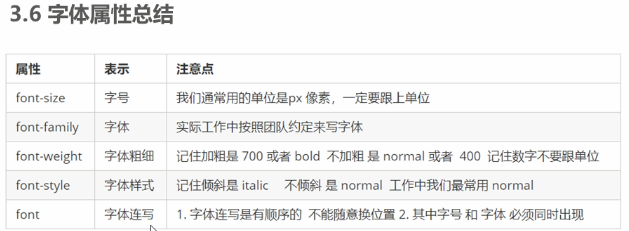 3.6 字体属性总结
属性 表示 注意点
font-size 字号 我们通常用的单位是px 像素，一定要跟上单位
font-family 字体 实际工作中按照团队约定来写字体
font-weight 字体粗细 记住加粗是 700 或者 bold 不加粗 是 normal 或者 400 记住数字不要跟单位
font-style 字体样式 记住倾斜是 italic 不倾斜 是 normal 工作中我们最常用 normal
font 字体连写 1. 字体连写是有顺序的 不能随意换位置 2. 其中字号 和 字体 必须同时出现